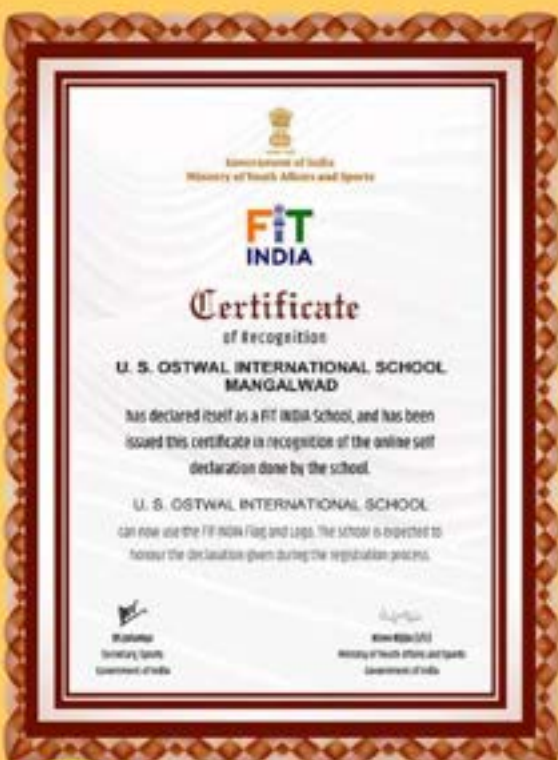 Government of India
Ministry of Youth Affairs and Sports
FIT
INDIA
Certificate
of Recognition
U. S. OSTWAL INTERNATIONAL SCHOOL
MANGALWAD
has declared itself as a FIT INDIA School, and has been
issued this certificate in recognition of the online self
declaration done by the school.
U. S. OSTWAL INTERNATIONAL SCHOOL
can now use the FIT INDIA Flag and Logo. The school is expected to
honour the declaration given during the registration process.
Secretary, Sports
Government of India
Ministry of Youth Affairs and Sports
Government of India